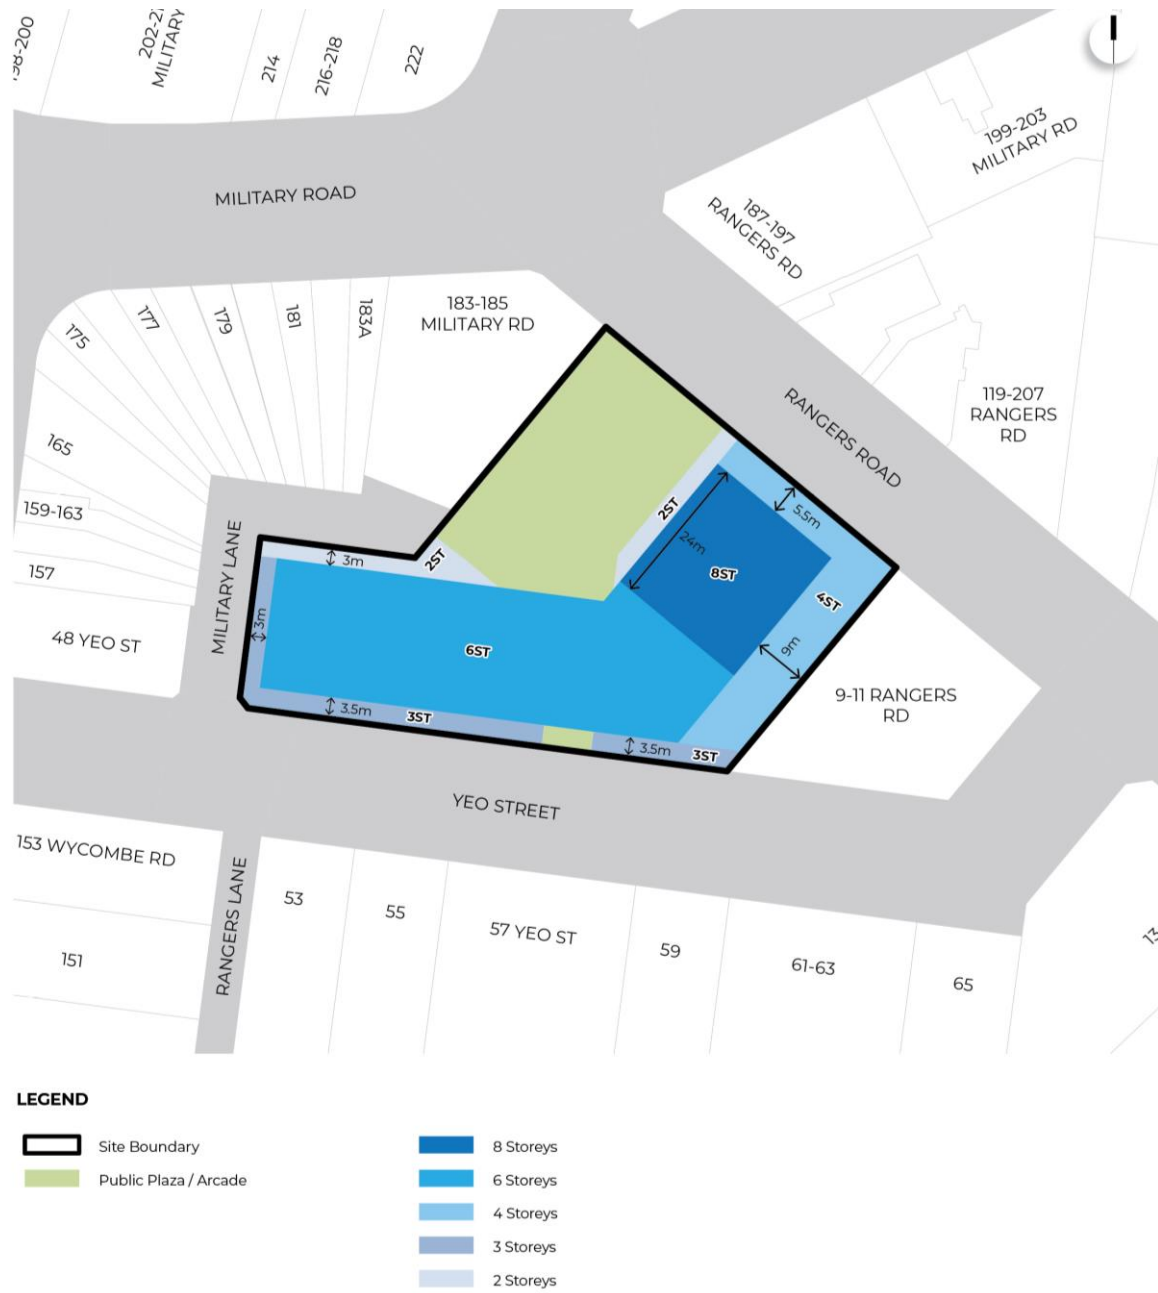 198-200
MILITARY
214
216-218
222
199-203
MILITARY RD
MILITARY ROAD
187-197
RANGERS RD
183-185
MILITARY RD
175
177
179
181
183A
119-207
RANGERS
RD
RANGERS ROAD
165
159-163
157
48 YEO ST
MILITARY LANE
2ST
5.5m
24m
8ST
4ST
2ST
3m
3m
6ST
9m
9-11 RANGERS
RD
3.5m
3ST
3.5m
3ST
YEO STREET
153 WYCOMBE RD
151
RANGERS LANE
53
55
57 YEO ST
59
61-63
65
LEGEND
Site Boundary
Public Plaza / Arcade
8 Storeys
6 Storeys
4 Storeys
3 Storeys
2 Storeys